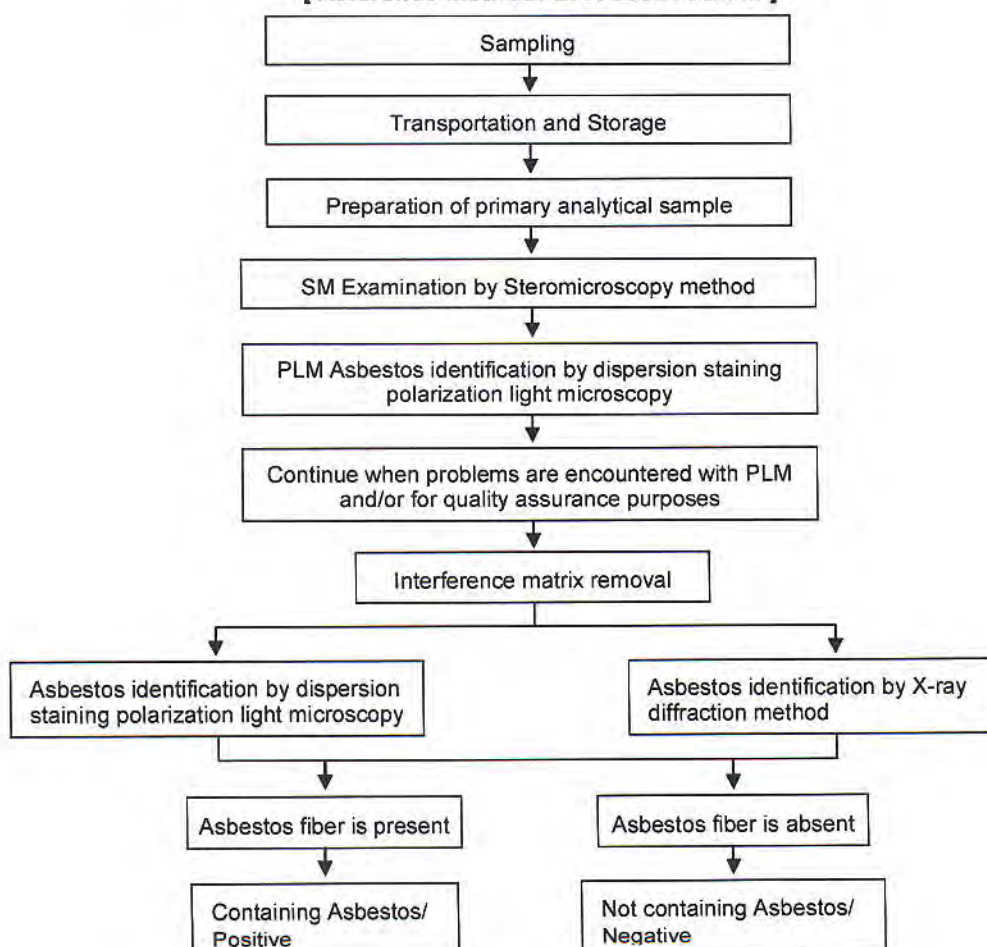 Sampling
Transportation and Storage
Preparation of primary analytical sample
SM Examination by Steromicroscopy method
PLM Asbestos identification by dispersion staining
polarization light microscopy
Continue when problems are encountered with PLM
and/or for quality assurance purposes
Interference matrix removal
Asbestos identification by dispersion
staining polarization light microscopy
Asbestos identification by X-ray
diffraction method
Asbestos fiber is present
Asbestos fiber is absent
Containing Asbestos/
Positive
Not containing Asbestos/
Negative